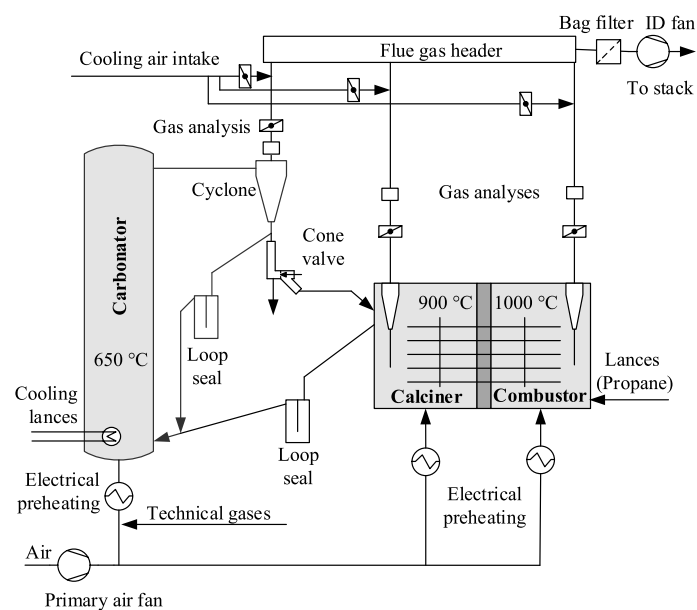 Bag filter
ID fan
Flue gas header
Cooling air intake
To stack
Gas analysis
Cyclone
Gas analyses
Cone
valve
Carbonator
900 °C
1000 °C
650 °C
Loop
seal
Lances
(Propane)
Calciner
Combustor
Cooling
lances
Loop
seal
Electrical
preheating
Electrical
preheating
Technical gases
Air
Primary air fan